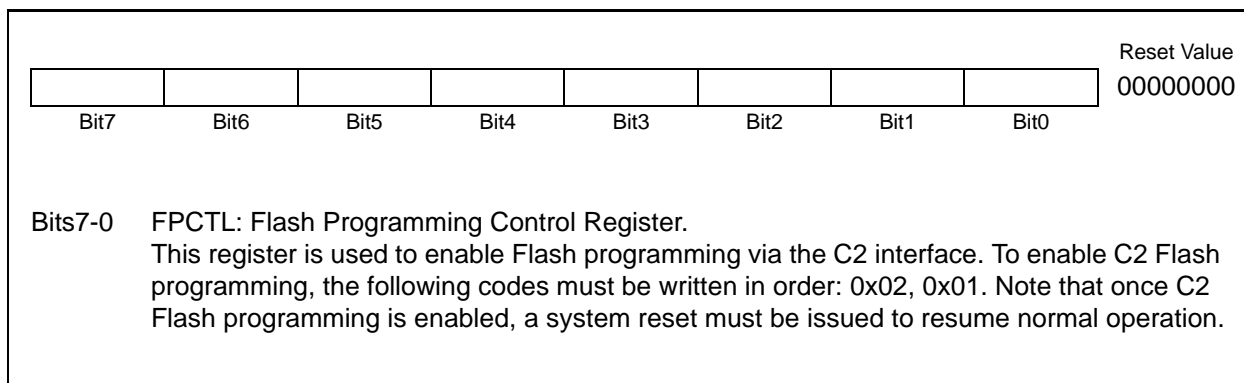 Reset Value
00000000
Bit7 Bit6 Bit5 Bit4 Bit3 Bit2 Bit1 Bit0
Bits7-0 FPCTL: Flash Programming Control Register.
This register is used to enable Flash programming via the C2 interface. To enable C2 Flash
programming, the following codes must be written in order: 0x02, 0x01. Note that once C2
Flash programming is enabled, a system reset must be issued to resume normal operation.